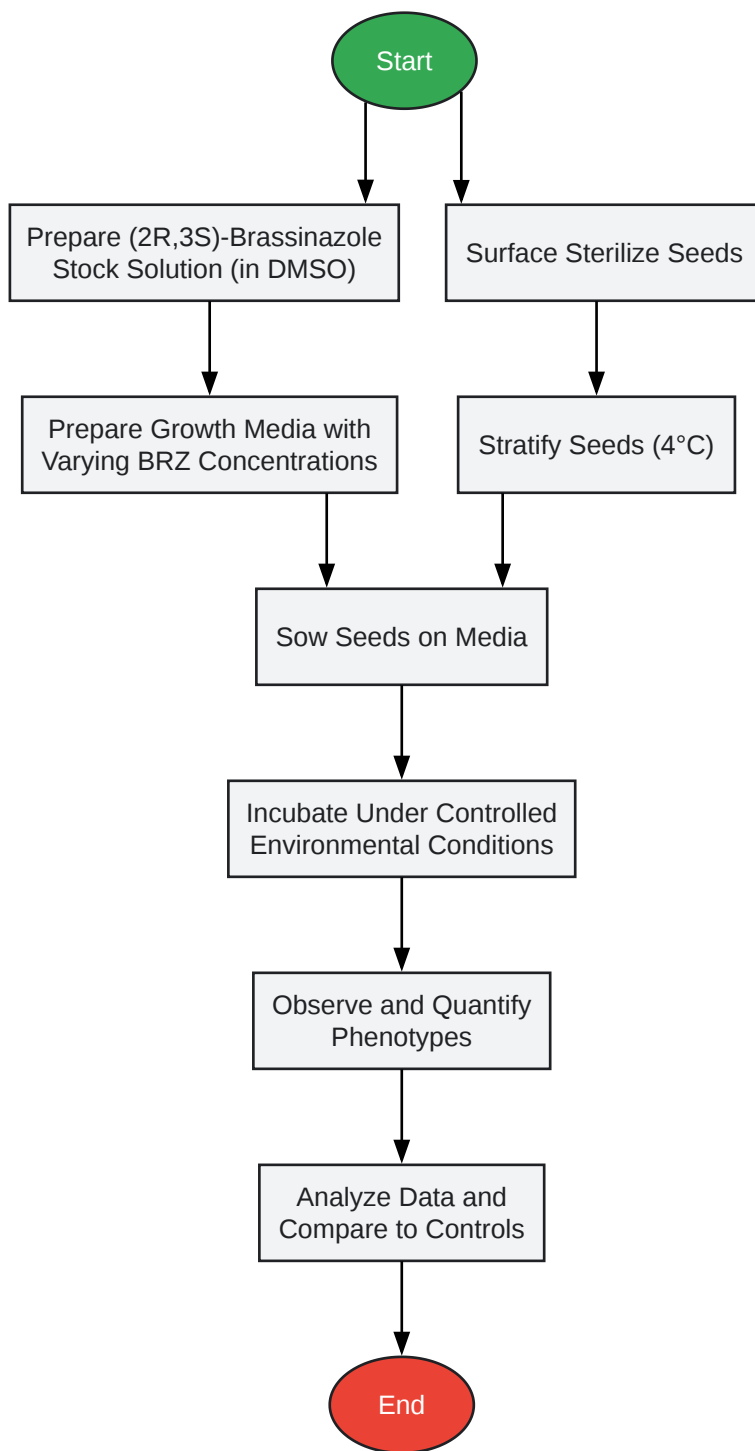 Start
Prepare (2R,3S)-Brassinazole
Stock Solution (in DMSO)
Surface Sterilize Seeds
Prepare Growth Media with
Varying BRZ Concentrations
Stratify Seeds (4°C)
Sow Seeds on Media
Incubate Under Controlled
Environmental Conditions
Observe and Quantify
Phenotypes
Analyze Data and
Compare to Controls
End